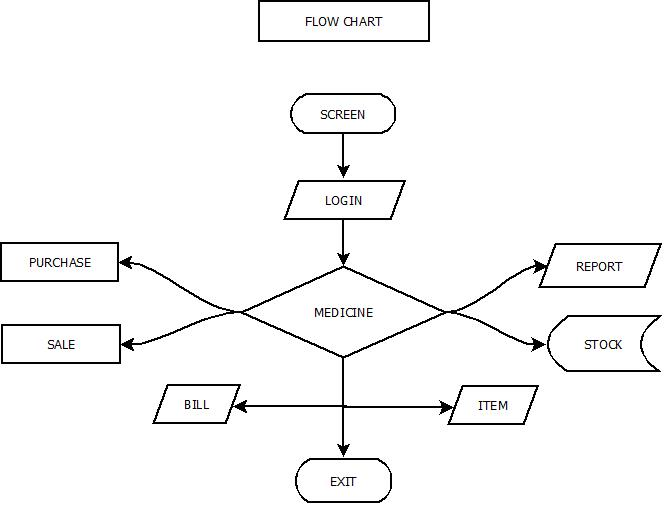 FLOW CHART
SCREEN
LOGIN
PURCHASE
REPORT
MEDICINE
SALE
STOCK
BILL
ITEM
EXIT